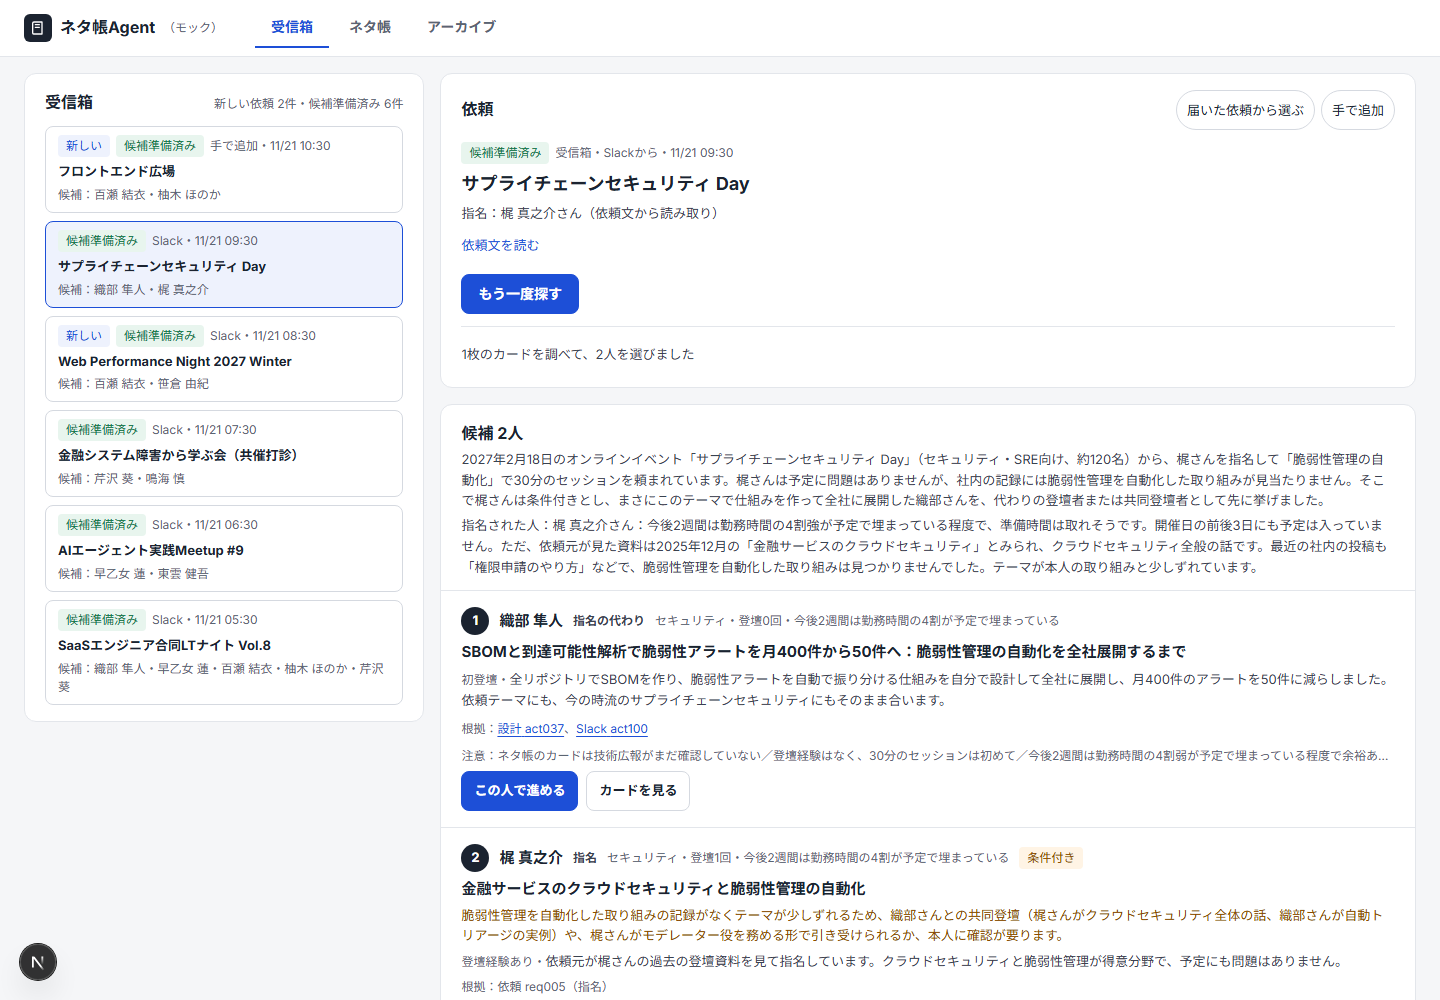 ネタ帳Agent （モック） 受信箱 ネタ帳 アーカイブ
受信箱 新しい依頼 2件・候補準備済み 6件
新しい 候補準備済み 手で追加・11/21 10:30
フロントエンド広場
候補：百瀬 結衣・柚木 ほのか
候補準備済み Slack・11/21 09:30
サプライチェーンセキュリティ Day
候補：織部 隼人・梶 真之介
新しい 候補準備済み Slack・11/21 08:30
Web Performance Night 2027 Winter
候補：百瀬 結衣・笹倉 由紀
候補準備済み Slack・11/21 07:30
金融システム障害から学ぶ会（共催打診）
候補：芹沢 葵・鳴海 慎
候補準備済み Slack・11/21 06:30
AIエージェント実践Meetup #9
候補：早乙女 蓮・東雲 健吾
候補準備済み Slack・11/21 05:30
SaaSエンジニア合同LTナイト Vol.8
候補：織部 隼人・早乙女 蓮・百瀬 結衣・柚木 ほのか・芹沢
葵
依頼 届いた依頼から選ぶ 手で追加
候補準備済み 受信箱・Slackから・11/21 09:30
サプライチェーンセキュリティ Day
指名：梶 真之介さん（依頼文から読み取り）
依頼文を読む
もう一度探す
1枚のカードを調べて、2人を選びました
候補 2人
2027年2月18日のオンラインイベント「サプライチェーンセキュリティ Day」（セキュリティ・SRE向け、約120名）から、梶さんを指名して「脆弱性管理の自
動化」で30分のセッションを頼まれています。梶さんは予定に問題はありませんが、社内の記録には脆弱性管理を自動化した取り組みが見当たりません。そこ
で梶さんは条件付きとし、まさにこのテーマで仕組みを作って全社に展開した織部さんを、代わりの登壇者または共同登壇者として先に挙げました。
指名された人：梶 真之介さん：今後2週間は勤務時間の4割強が予定で埋まっている程度で、準備時間は取れそうです。開催日の前後3日にも予定は入っていま
せん。ただ、依頼元が見た資料は2025年12月の「金融サービスのクラウドセキュリティ」とみられ、クラウドセキュリティ全般の話です。最近の社内の投稿も
「権限申請のやり方」などで、脆弱性管理を自動化した取り組みは見つかりませんでした。テーマが本人の取り組みと少しずれています。
1 織部 隼人 指名の代わり セキュリティ・登壇0回・今後2週間は勤務時間の4割が予定で埋まっている
SBOMと到達可能性解析で脆弱性アラートを月400件から50件へ：脆弱性管理の自動化を全社展開するまで
初登壇・全リポジトリでSBOMを作り、脆弱性アラートを自動で振り分ける仕組みを自分で設計して全社に展開し、月400件のアラートを50件に減らしました。
依頼テーマにも、今の時流のサプライチェーンセキュリティにもそのまま合います。
根拠：設計 act037、Slack act100
注意：ネタ帳のカードは技術広報がまだ確認していない／登壇経験はなく、30分のセッションは初めて／今後2週間は勤務時間の4割弱が予定で埋まっている程度で余裕あ...
この人で進める カードを見る
2 梶 真之介 指名 セキュリティ・登壇1回・今後2週間は勤務時間の4割が予定で埋まっている 条件付き
金融サービスのクラウドセキュリティと脆弱性管理の自動化
脆弱性管理を自動化した取り組みの記録がなくテーマが少しずれるため、織部さんとの共同登壇（梶さんがクラウドセキュリティ全体の話、織部さんが自動ト
リアージの実例）や、梶さんがモデレーター役を務める形で引き受けられるか、本人に確認が要ります。
登壇経験あり・依頼元が梶さんの過去の登壇資料を見て指名しています。クラウドセキュリティと脆弱性管理が得意分野で、予定にも問題はありません。
根拠：依頼 req005（指名）
N